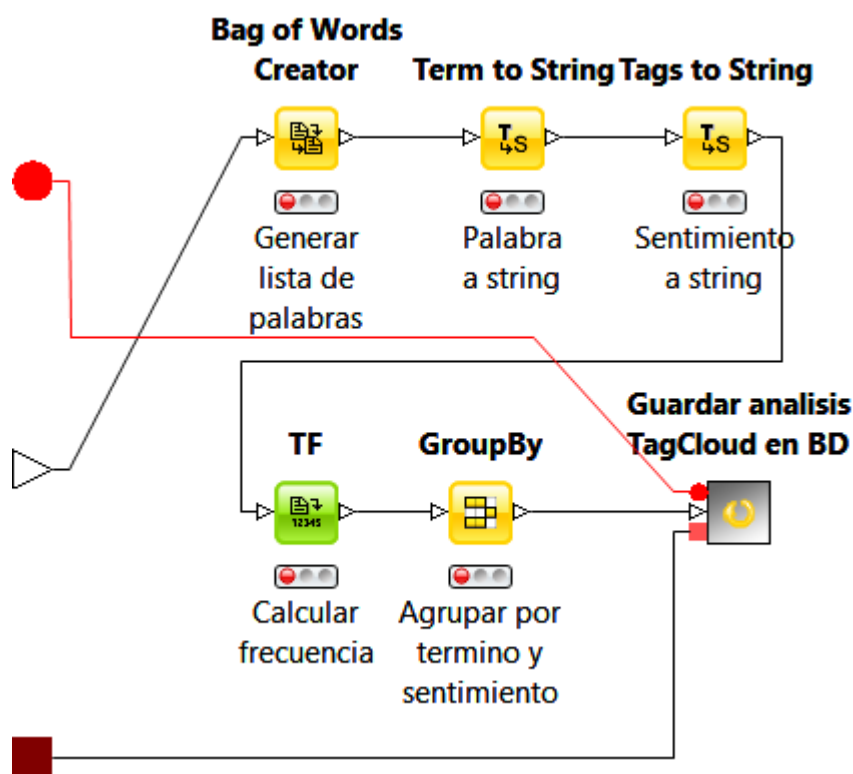 Bag of Words
Creator
Term to String
Tags to String
T
S
T
S
Generar
lista de
palabras
Palabra
a string
Sentimiento
a string
TF
GroupBy
Guardar analisis
TagCloud en BD
12345
Calcular
frecuencia
Agrupar por
termino y
sentimiento